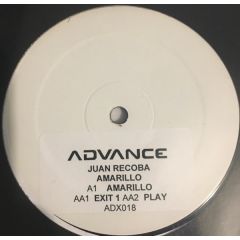 ADVANCE
JUAN RECOBA
AMARILLO
A1 AMARILLO
AA1 EXIT 1 AA2 PLAY
ADX018